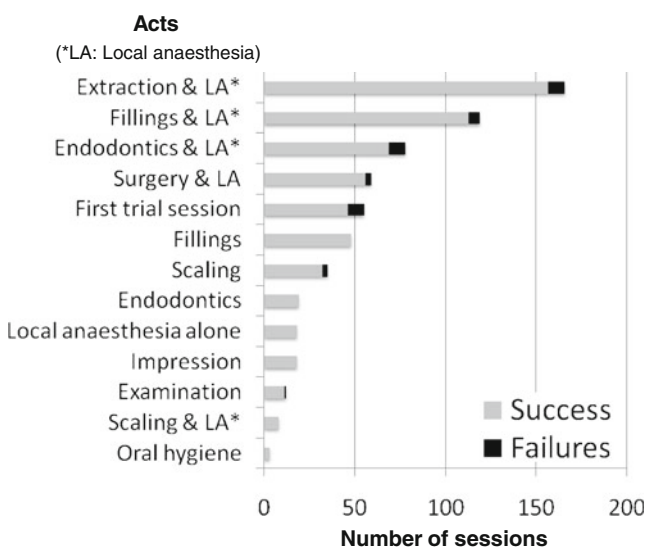 Acts
(*LA: Local anaesthesia)
Extraction & LA*
Fillings & LA*
Endodontics & LA*
Surgery & LA
First trial session
Fillings
Scaling
Endodontics
Local anaesthesia alone
Impression
Examination
Scaling & LA*
Oral hygiene
Success
Failures
0 50 100 150 200
Number of sessions